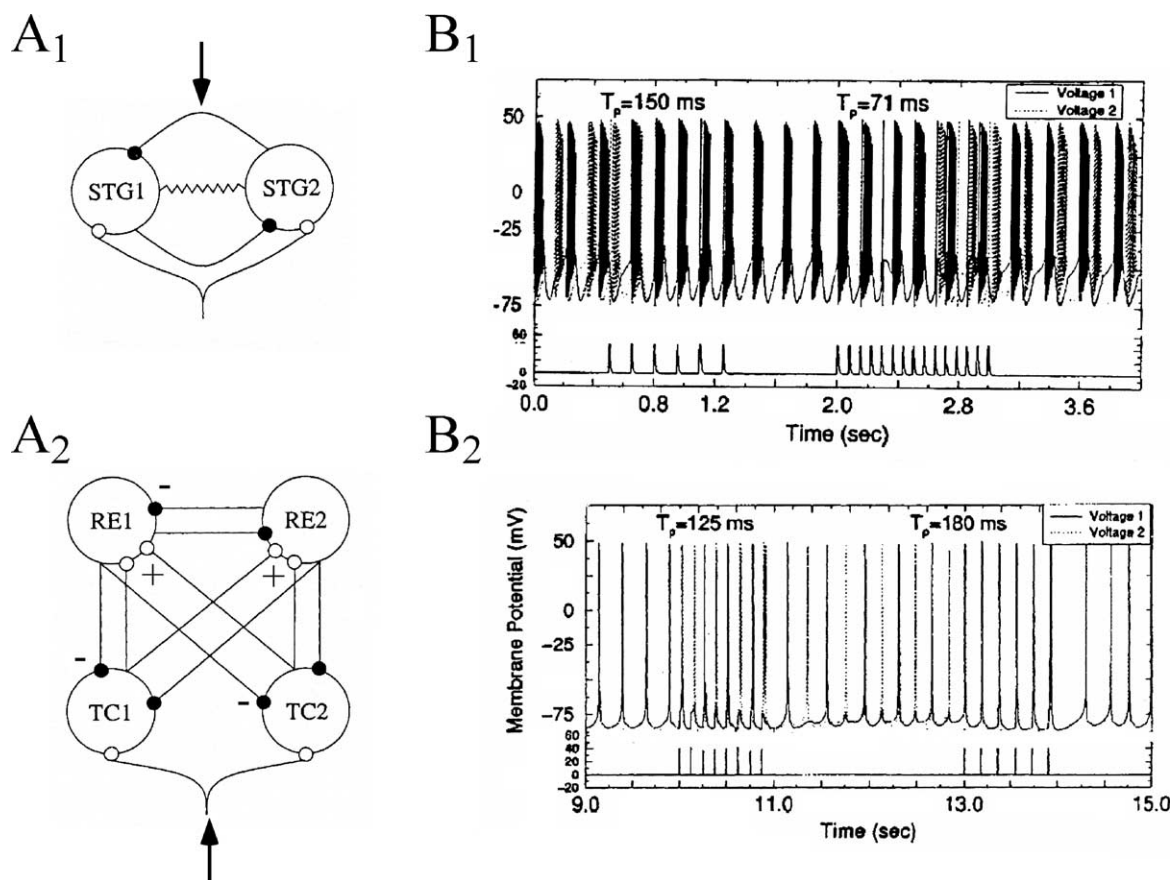 A1
B1
Tp=150 ms
Tp=71 ms
Voltage 1
Voltage 2
50
0
-25
-75
60
0
-20
0.0
0.8
1.2
2.0
2.8
3.6
Time (sec)
STG1
STG2
A2
B2
Tp=125 ms
Tp=180 ms
Voltage 1
Voltage 2
Membrane Potential (mV)
50
0
-25
-75
60
40
20
0
-20
9.0
11.0
13.0
15.0
Time (sec)
-
RE1
RE2
+
+
-
TC1
-
TC2